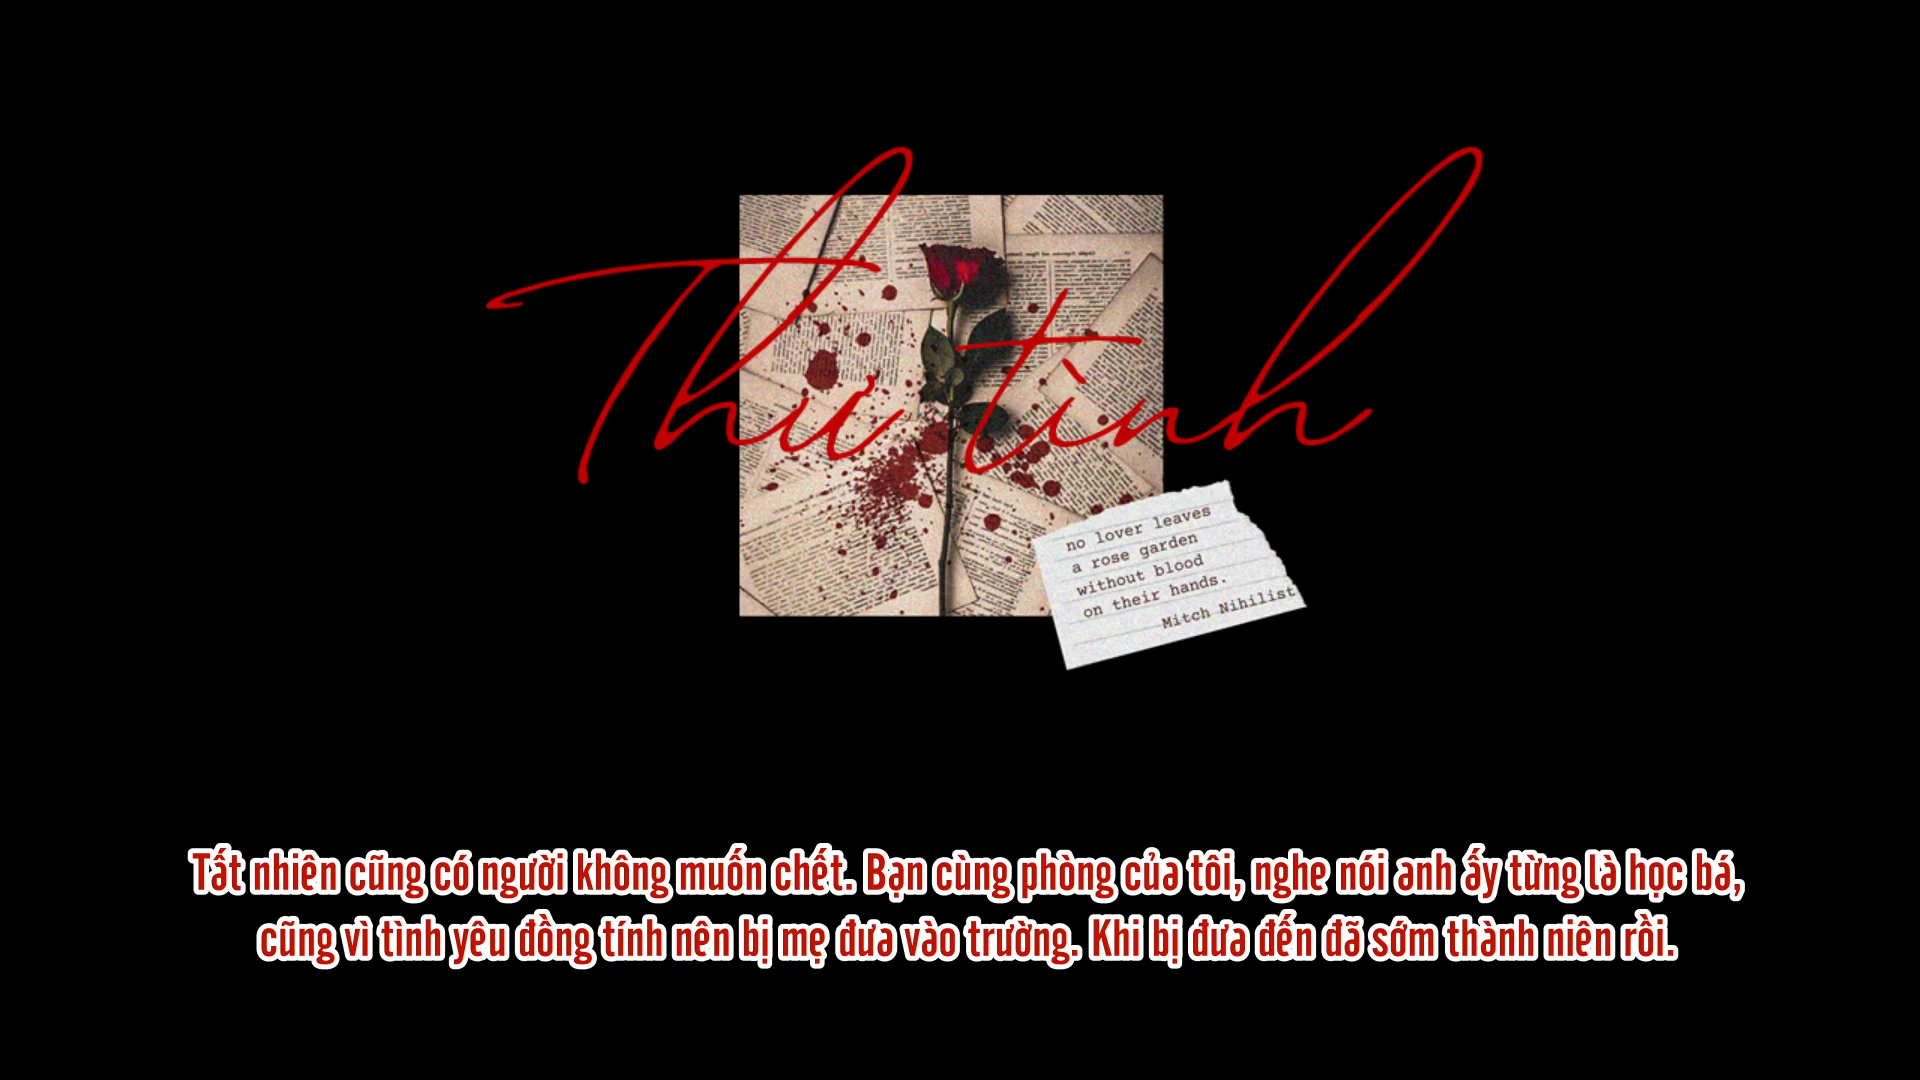 Thư tình
no lover leaves
a rose garden
without blood
on their hands.
Mitch Nihilist
Tất nhiên cũng có người không muốn chết. Bạn cùng phòng của tôi, nghe nói anh ấy từng là học bá,
cũng vì tình yêu đồng tính nên bị mẹ đưa vào trường. Khi bị đưa đến đã sớm thành niên rồi.